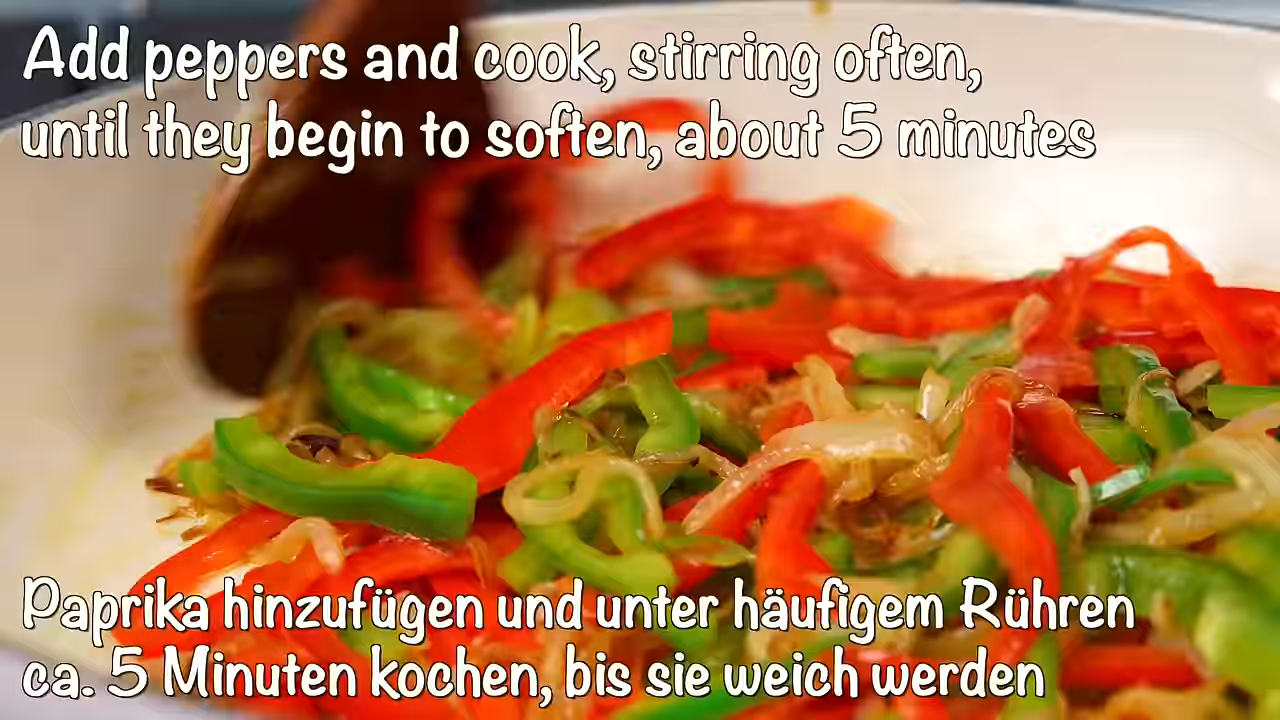 Add peppers and cook, stirring often,
until they begin to soften, about 5 minutes
Paprika hinzufügen und unter häufigem Rühren
ca. 5 Minuten kochen, bis sie weich werden